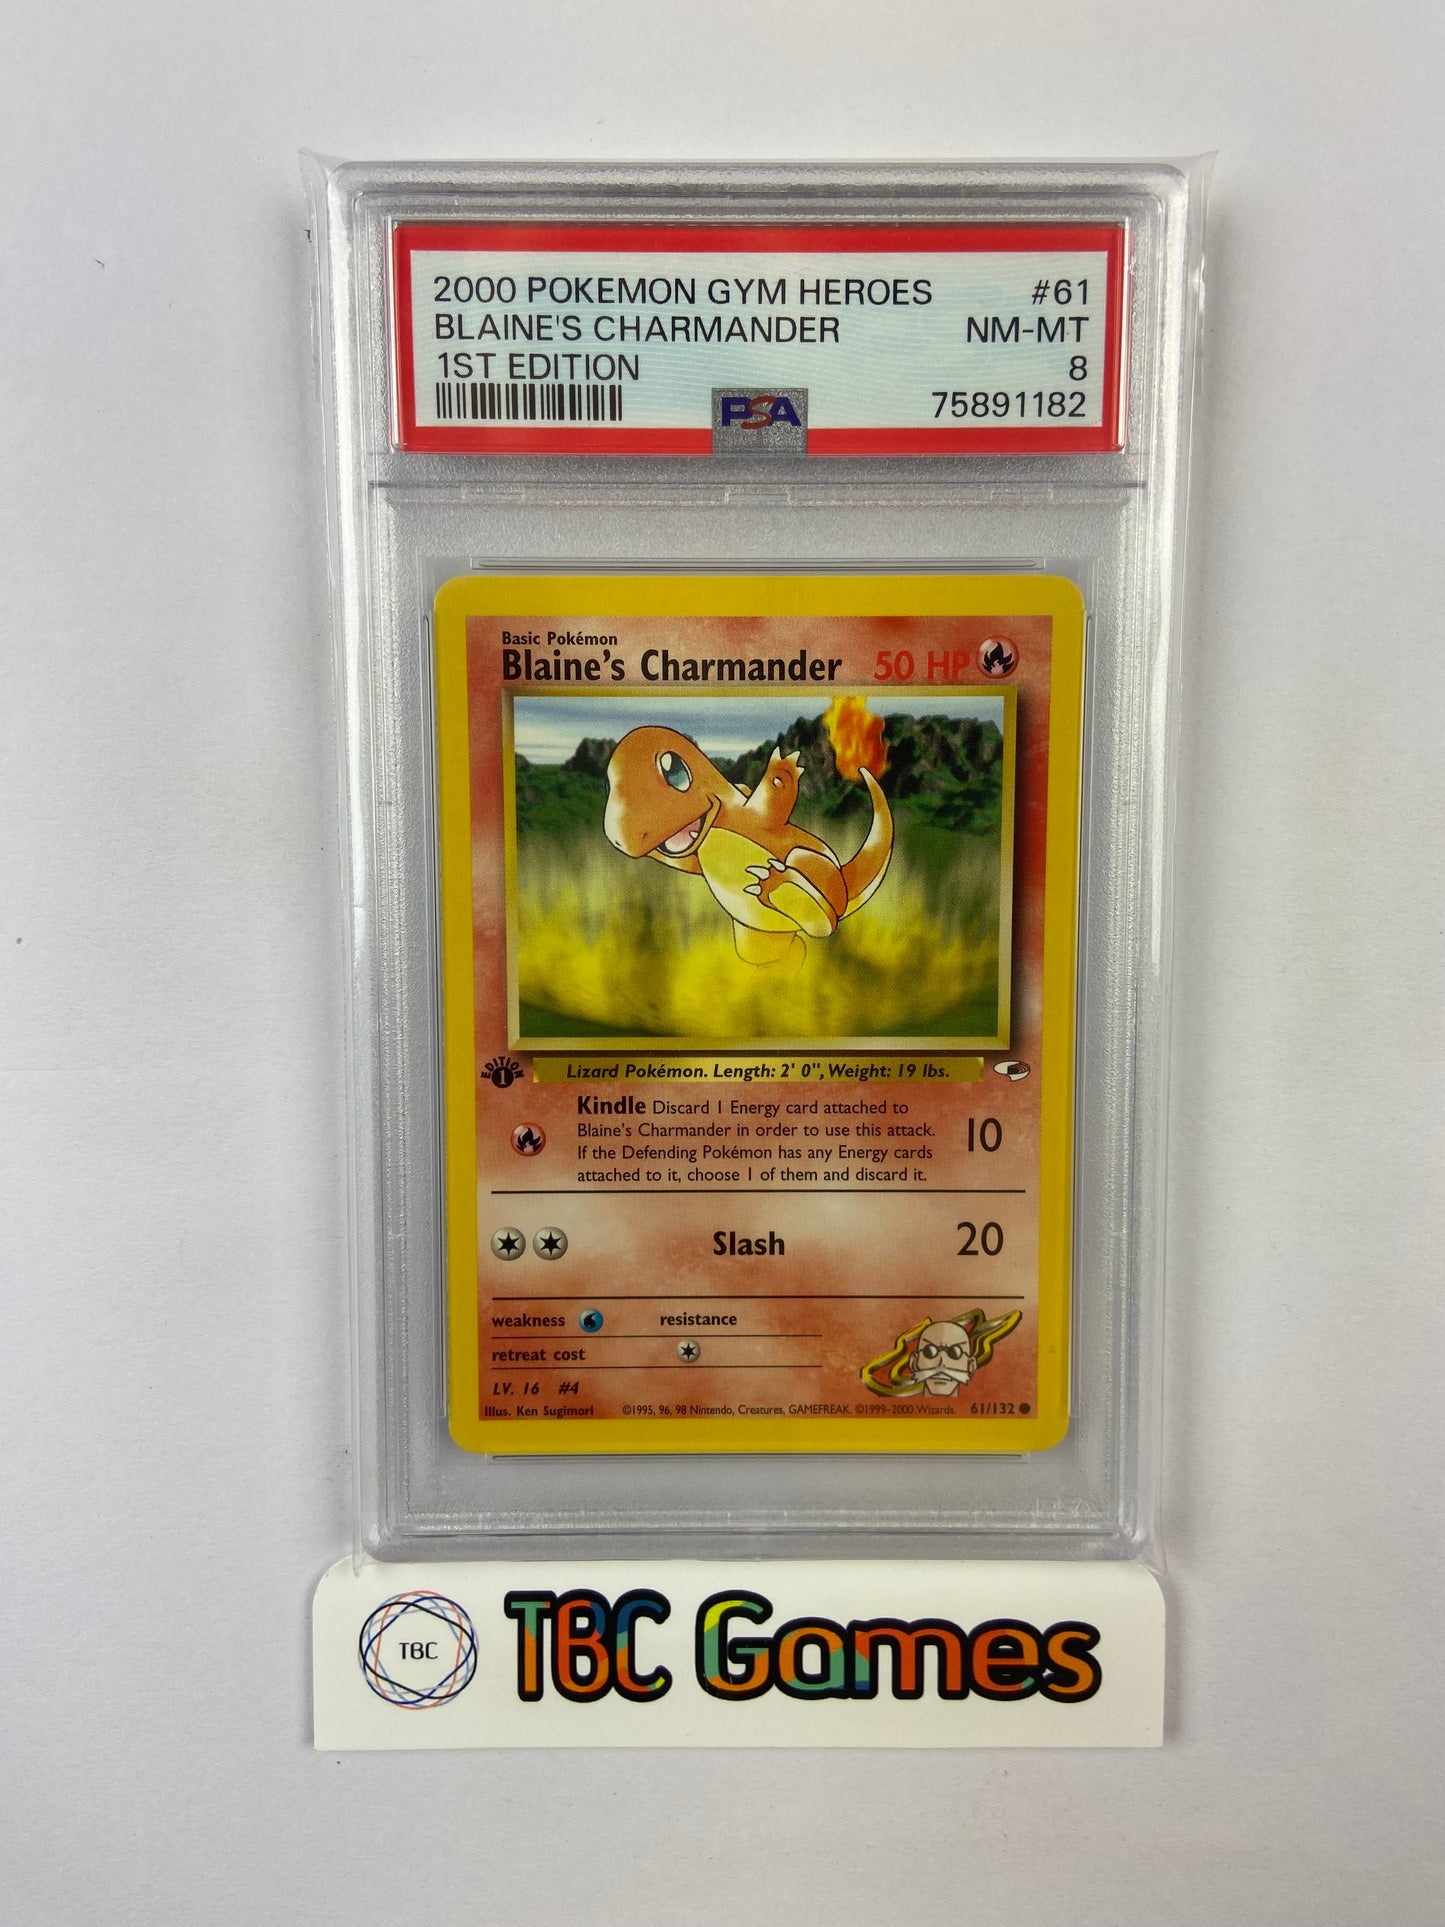 2000 POKEMON GYM HEROES #61
BLAINE'S CHARMANDER NM-MT
1ST EDITION 8
75891182
PSA
Basic Pokémon
Blaine's Charmander 50 HP
EDITION
1
Lizard Pokémon. Length: 2' 0", Weight: 19 lbs.
Kindle Discard 1 Energy card attached to
Blaine's Charmander in order to use this attack.
If the Defending Pokémon has any Energy cards
attached to it, choose 1 of them and discard it.
10
Slash 20
weakness resistance
retreat cost
LV. 16 #4
Illus. Ken Sugimori ©1995, 96, 98 Nintendo, Creatures, GAMEFREAK. ©1999-2000 Wizards. 61/132
TBC
TBC Games